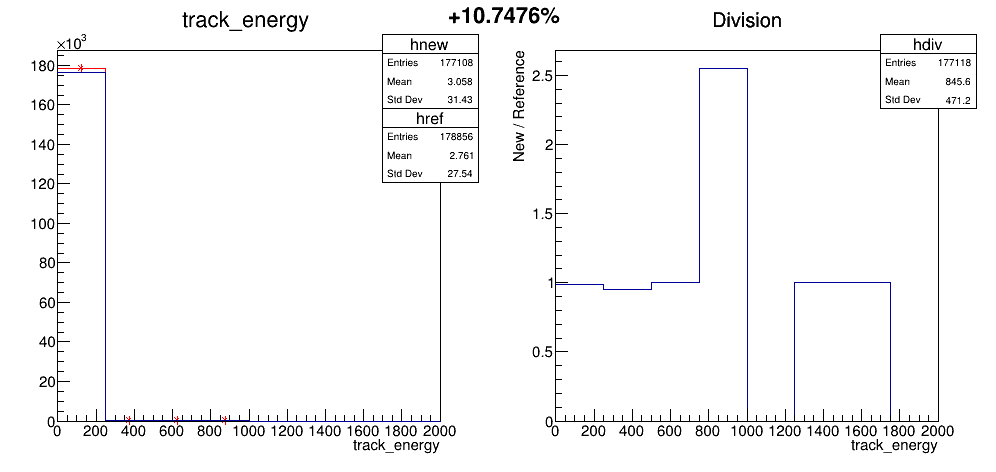 track_energy
+10.7476%
Division
×10³
hnew
Entries 177108
Mean 3.058
Std Dev 31.43
href
Entries 178856
Mean 2.761
Std Dev 27.54
180
160
140
120
100
80
60
40
20
0
0 200 400 600 800 1000 1200 1400 1600 1800 2000
track_energy
hdiv
Entries 177118
Mean 845.6
Std Dev 471.2
New / Reference
2.5
2
1.5
1
0.5
0
0 200 400 600 800 1000 1200 1400 1600 1800 2000
track_energy